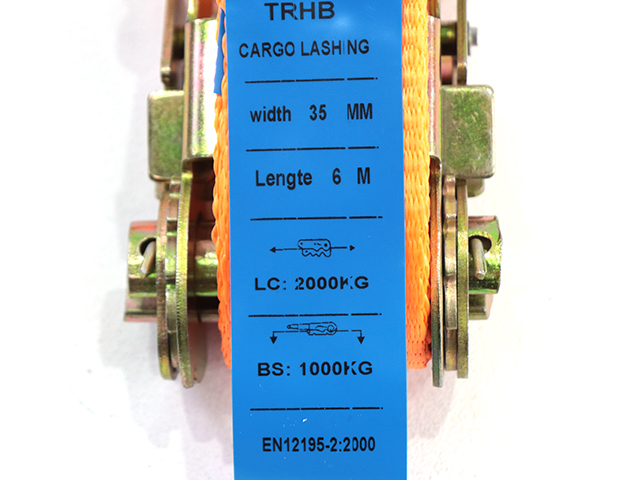 TRHB
CARGO LASHING
width 35 MM
Lengte 6 M
LC: 2000KG
BS: 1000KG
EN12195-2:2000